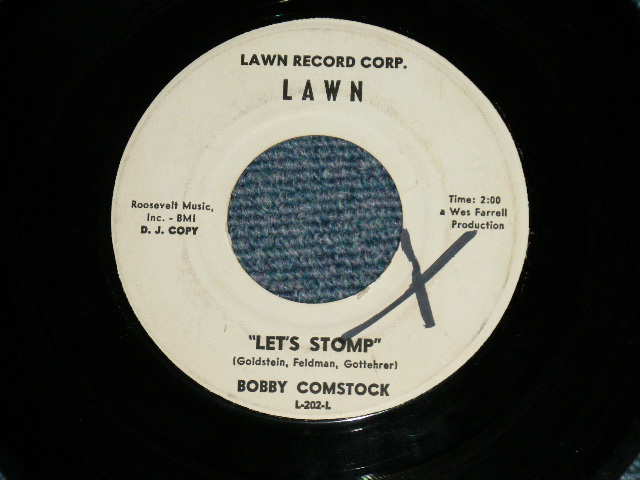 LAWN RECORD CORP.
LAWN
Roosevelt Music,
Inc. - BMI
D. J. COPY
Time: 2:00
a Wes Farrell
Production
"LET'S STOMP"
(Goldstein, Feldman, Gottehrer)
BOBBY COMSTOCK
L-202-L